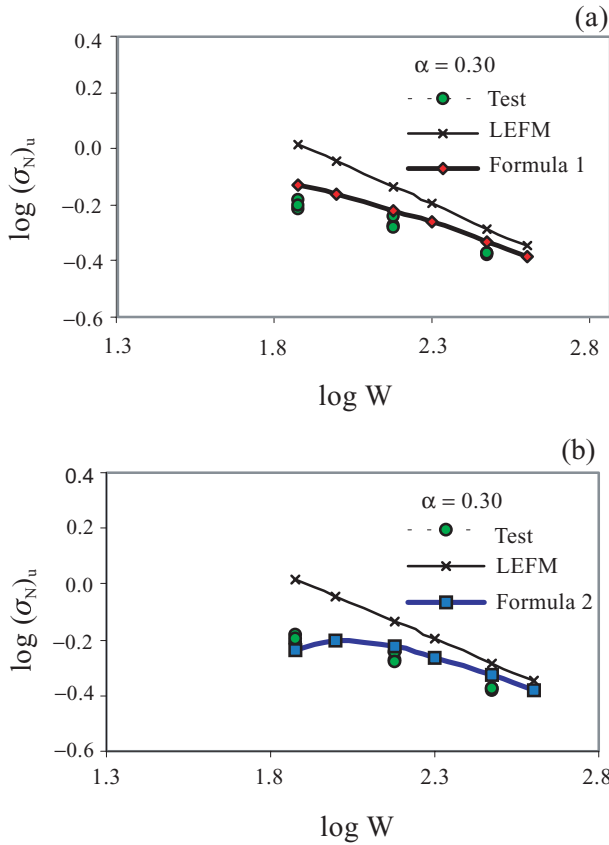 (a)
0.4
α = 0.30
0.2
Test
LEFM
0.0
Formula 1
log (σN)u
−0.2
−0.4
−0.6
1.3 1.8 2.3 2.8
log W
(b)
0.4
α = 0.30
0.2
Test
LEFM
0.0
Formula 2
log (σN)u
−0.2
−0.4
−0.6
1.3 1.8 2.3 2.8
log W